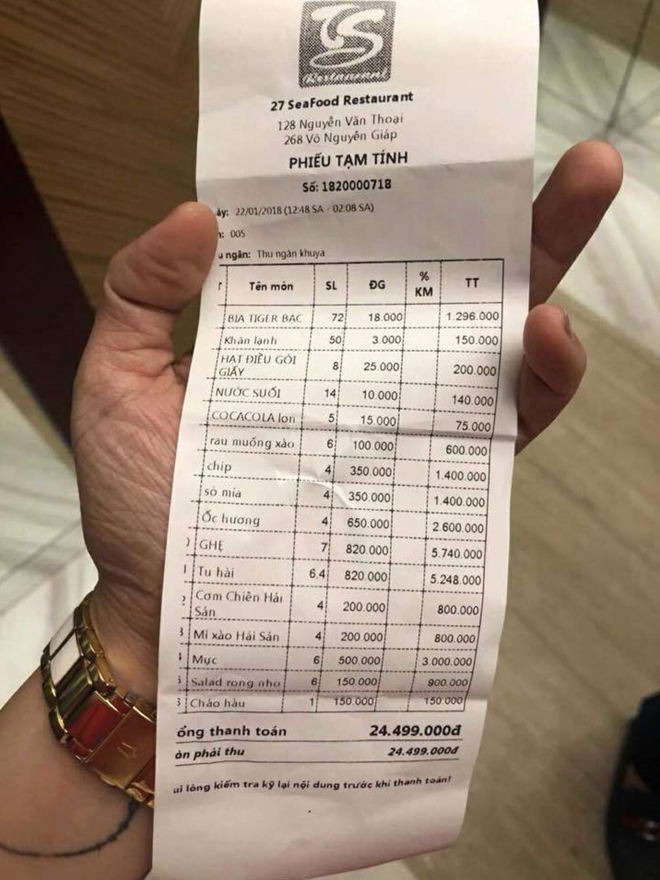 TS
Restaurant
27 SeaFood Restaurant
128 Nguyễn Văn Thoại
268 Võ Nguyên Giáp
PHIẾU TẠM TÍNH
Số: 1820000718
ày: 22/01/2018 (12:48 SA - 02:08 SA)
: 005
u ngân: Thu ngân khuya
T Tên món SL ĐG % KM TT
BIA TIGER BẠC 72 18.000 1.296.000
Khăn lạnh 50 3.000 150.000
HẠT ĐIỀU GÓI GIẤY 8 25.000 200.000
NƯỚC SUỐI 14 10.000 140.000
COCACOLA lon 5 15.000 75.000
rau muống xào 6 100.000 600.000
chip 4 350.000 1.400.000
sò mía 4 350.000 1.400.000
Ốc hương 4 650.000 2.600.000
) GHẸ 7 820.000 5.740.000
1 Tu hài 6.4 820.000 5.248.000
2 Cơm Chiên Hải Sản 4 200.000 800.000
3 Mì xào Hải Sản 4 200.000 800.000
4 Mực 6 500.000 3.000.000
5 Salad rong nho 6 150.000 900.000
Cháo hàu 1 150.000 150.000
ổng thanh toán 24.499.000đ
òn phải thu 24.499.000đ
ui lòng kiểm tra kỹ lại nội dung trước khi thanh toán!